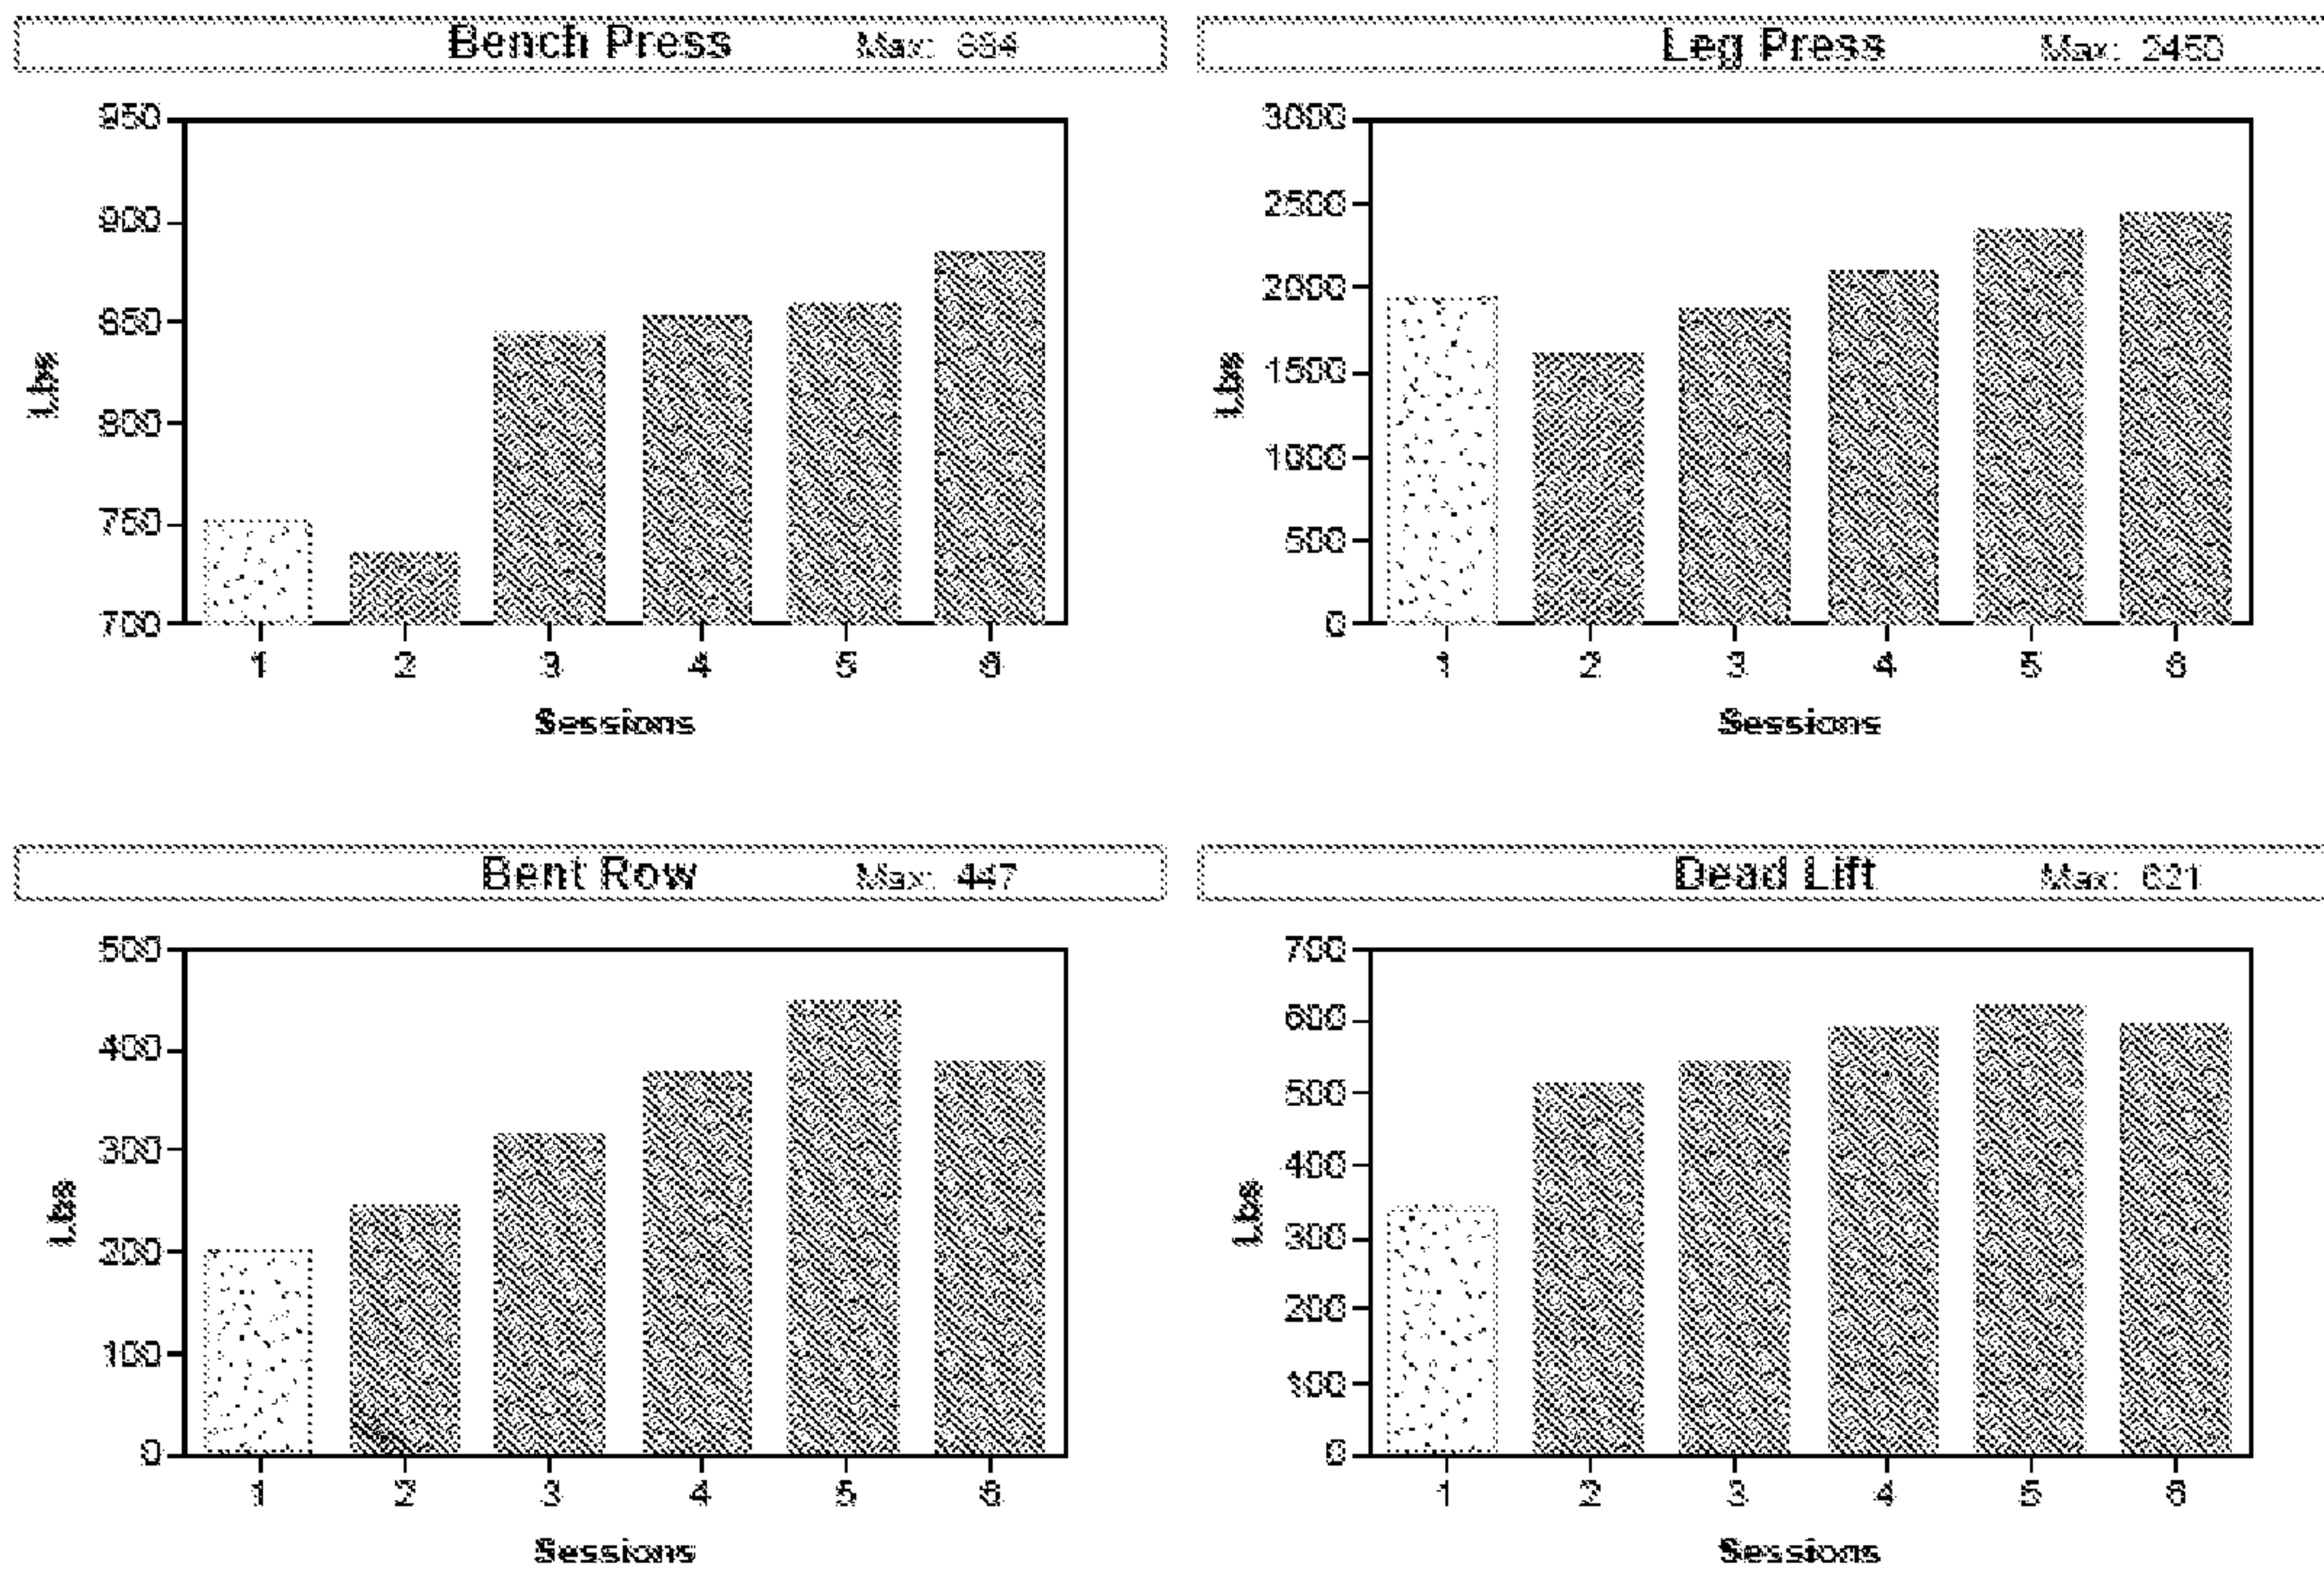 Bench Press Max: 884
950
900
850
800
750
700
Lbs
1 2 3 4 5 6
Sessions
Leg Press Max: 2450
3000
2500
2000
1500
1000
500
0
Lbs
1 2 3 4 5 6
Sessions
Bent Row Max: 447
500
400
300
200
100
0
Lbs
1 2 3 4 5 6
Sessions
Dead Lift Max: 621
700
600
500
400
300
200
100
0
Lbs
1 2 3 4 5 6
Sessions